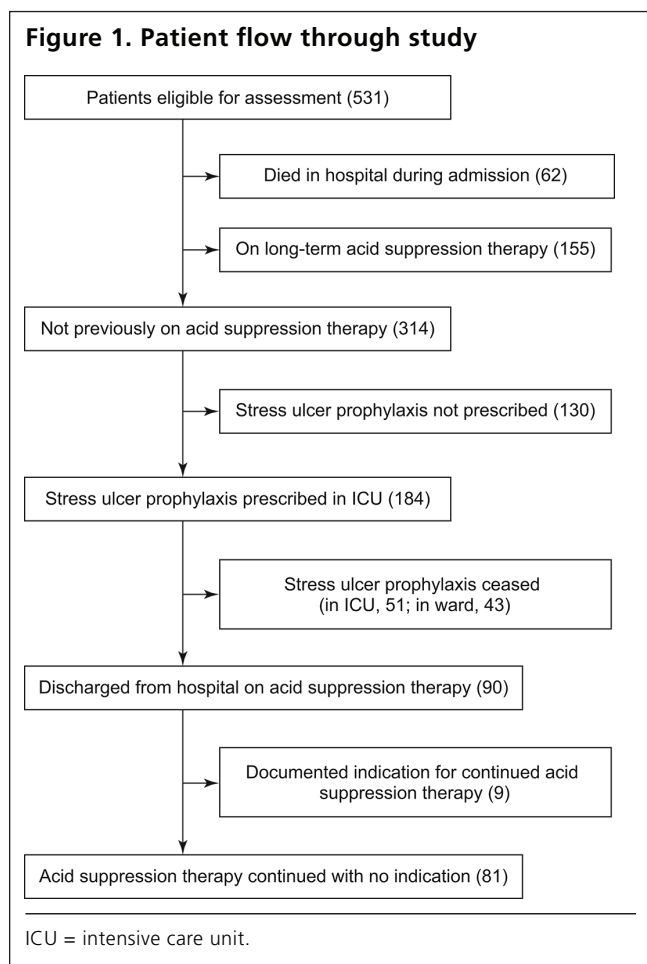 Figure 1. Patient flow through study
Patients eligible for assessment (531)
Died in hospital during admission (62)
On long-term acid suppression therapy (155)
Not previously on acid suppression therapy (314)
Stress ulcer prophylaxis not prescribed (130)
Stress ulcer prophylaxis prescribed in ICU (184)
Stress ulcer prophylaxis ceased
(in ICU, 51; in ward, 43)
Discharged from hospital on acid suppression therapy (90)
Documented indication for continued acid
suppression therapy (9)
Acid suppression therapy continued with no indication (81)
ICU = intensive care unit.